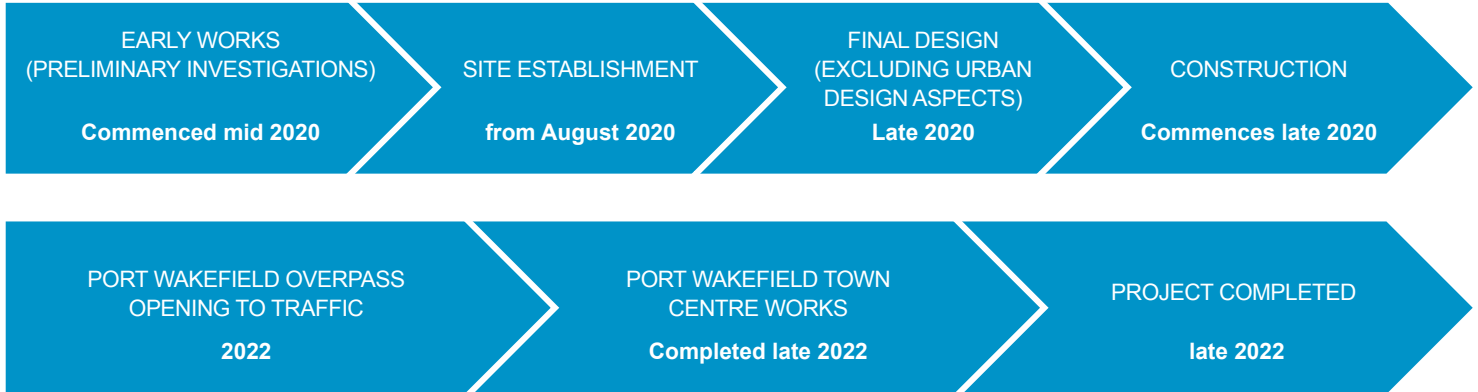 EARLY WORKS
(PRELIMINARY INVESTIGATIONS)
Commenced mid 2020
SITE ESTABLISHMENT
from August 2020
FINAL DESIGN
(EXCLUDING URBAN
DESIGN ASPECTS)
Late 2020
CONSTRUCTION
Commences late 2020
PORT WAKEFIELD OVERPASS
OPENING TO TRAFFIC
2022
PORT WAKEFIELD TOWN
CENTRE WORKS
Completed late 2022
PROJECT COMPLETED
late 2022